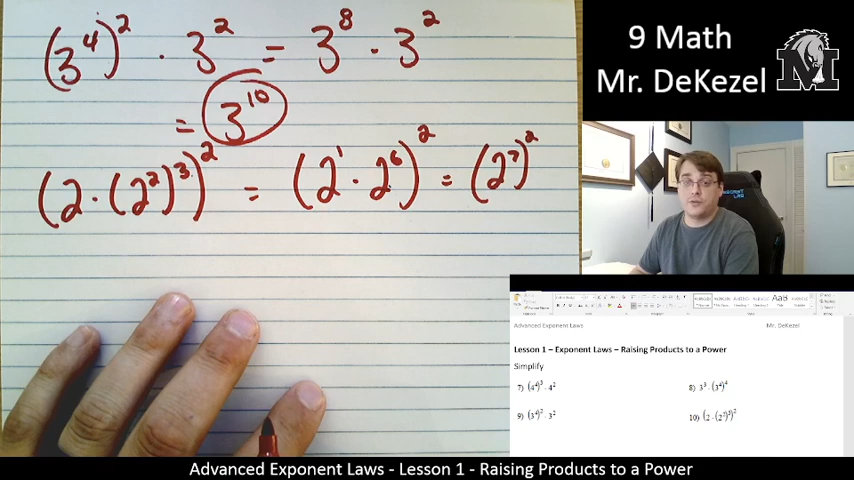 (3⁴)² · 3² = 3⁸ · 3²
= 3¹⁰
(2 · (2²)³)² = (2¹ · 2⁶)² = (2⁷)²
9 Math
Mr. DeKezel
M
Advanced Exponent Laws Mr. DeKezel
Lesson 1 – Exponent Laws – Raising Products to a Power
Simplify
7) (4⁴)³ · 4² 8) 3³ · (3⁴)⁴
9) (3⁴)² · 3² 10) (2 · (2²)³)²
Advanced Exponent Laws - Lesson 1 - Raising Products to a Power